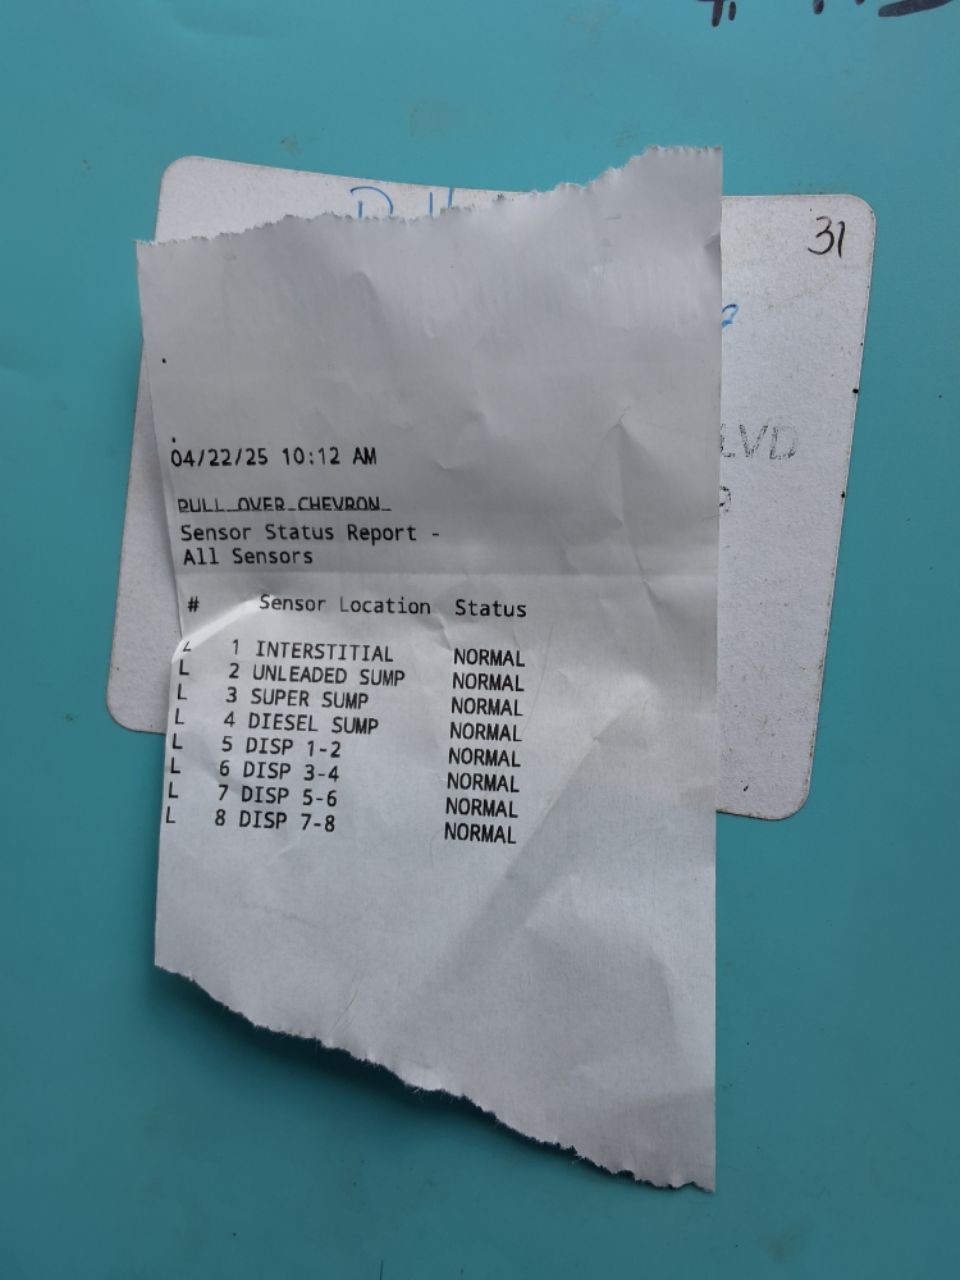 31
LVD
04/22/25 10:12 AM
PULL OVER CHEVRON
Sensor Status Report -
All Sensors
# Sensor Location Status
L 1 INTERSTITIAL NORMAL
L 2 UNLEADED SUMP NORMAL
L 3 SUPER SUMP NORMAL
L 4 DIESEL SUMP NORMAL
L 5 DISP 1-2 NORMAL
L 6 DISP 3-4 NORMAL
L 7 DISP 5-6 NORMAL
L 8 DISP 7-8 NORMAL